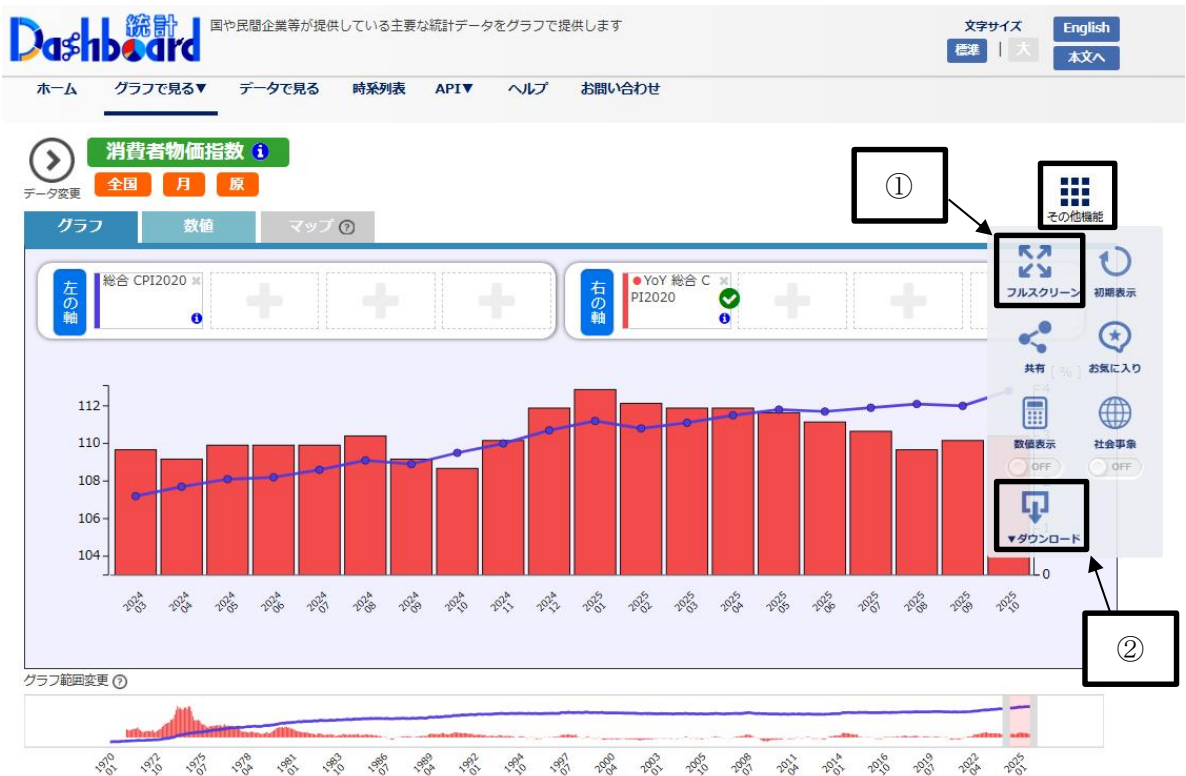 統計
Dashboard
国や民間企業等が提供している主要な統計データをグラフで提供します
文字サイズ
標準 | 大
English
本文へ
ホーム グラフで見る▼ データで見る 時系列表 API▼ ヘルプ お問い合わせ
データ変更
消費者物価指数
全国 月 原
①
その他機能
グラフ 数値 マップ ?
左の軸
総合 CPI2020 ×
右の軸
●YoY 総合 C ×
PI2020
フルスクリーン 初期表示
共有 お気に入り
[ % ]
数値表示 社会事象
OFF OFF
▼ダウンロード
112
110
108
106
104
0
2024 03
2024 04
2024 05
2024 06
2024 07
2024 08
2024 09
2024 10
2024 11
2024 12
2025 01
2025 02
2025 03
2025 04
2025 05
2025 06
2025 07
2025 08
2025 09
2025 10
②
グラフ範囲変更 ?
1970 01
1972 10
1975 07
1978 04
1981 01
1983 10
1986 07
1989 04
1992 01
1994 10
1997 07
2000 04
2003 01
2005 10
2008 07
2011 04
2014 01
2016 10
2019 07
2022 04
2025 01